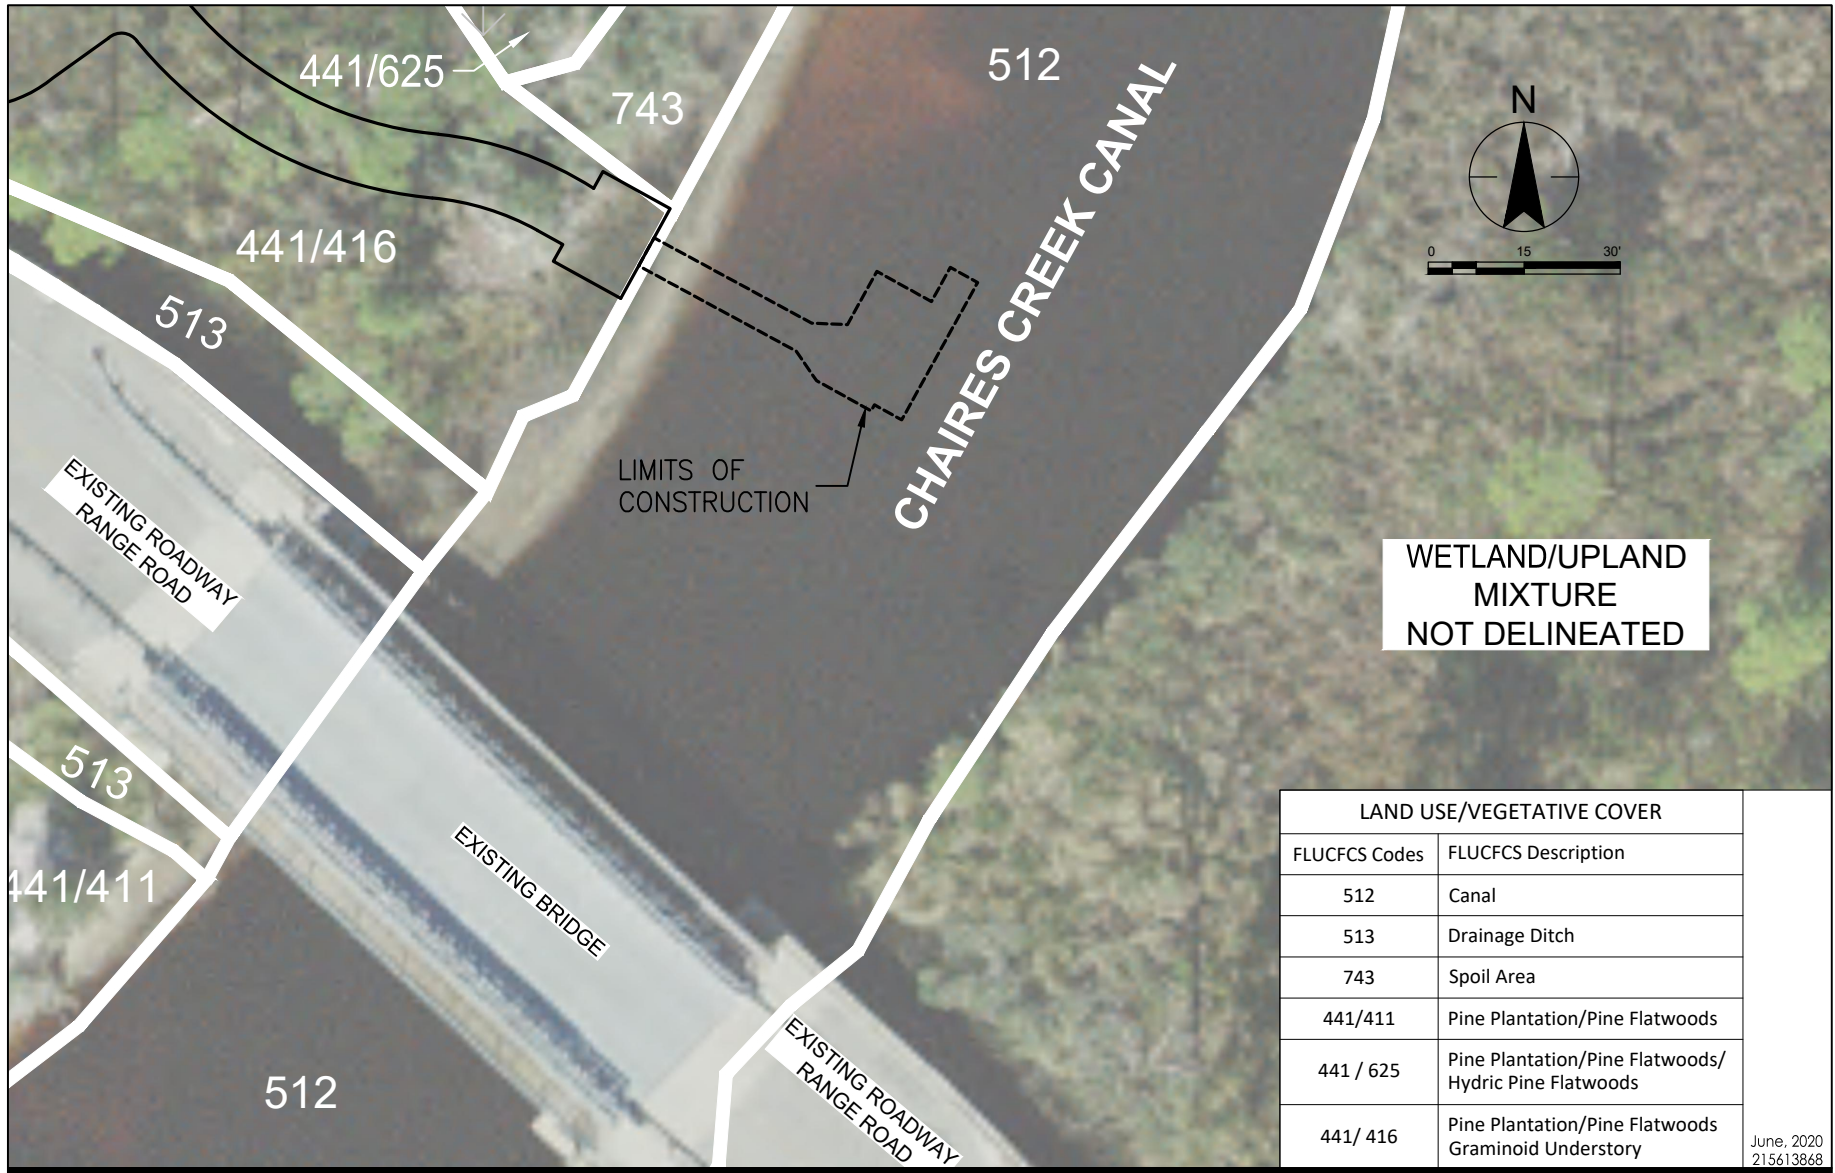 441/625
743
512
CHAIRES CREEK CANAL
N
0 15 30'
441/416
513
LIMITS OF
CONSTRUCTION
EXISTING ROADWAY
RANGE ROAD
WETLAND/UPLAND
MIXTURE
NOT DELINEATED
513
441/411
EXISTING BRIDGE
512
EXISTING ROADWAY
RANGE ROAD
LAND USE/VEGETATIVE COVER
FLUCFCS Codes FLUCFCS Description
512 Canal
513 Drainage Ditch
743 Spoil Area
441/411 Pine Plantation/Pine Flatwoods
441 / 625 Pine Plantation/Pine Flatwoods/
Hydric Pine Flatwoods
441/ 416 Pine Plantation/Pine Flatwoods
Graminoid Understory
June, 2020
215613868